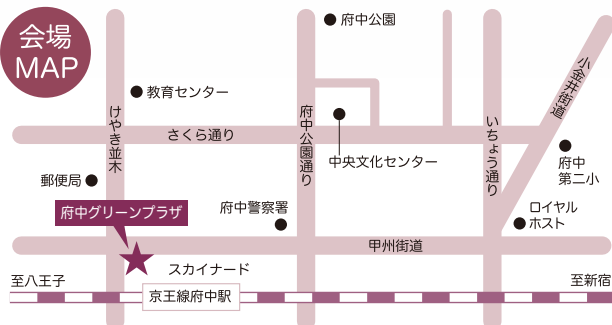 会場
MAP
府中公園
教育センター
小金井街道
けやき並木
府中公園通り
いちょう通り
さくら通り
中央文化センター
府中
第二小
郵便局
府中グリーンプラザ
府中警察署
ロイヤル
ホスト
甲州街道
スカイナード
至八王子
至新宿
京王線府中駅